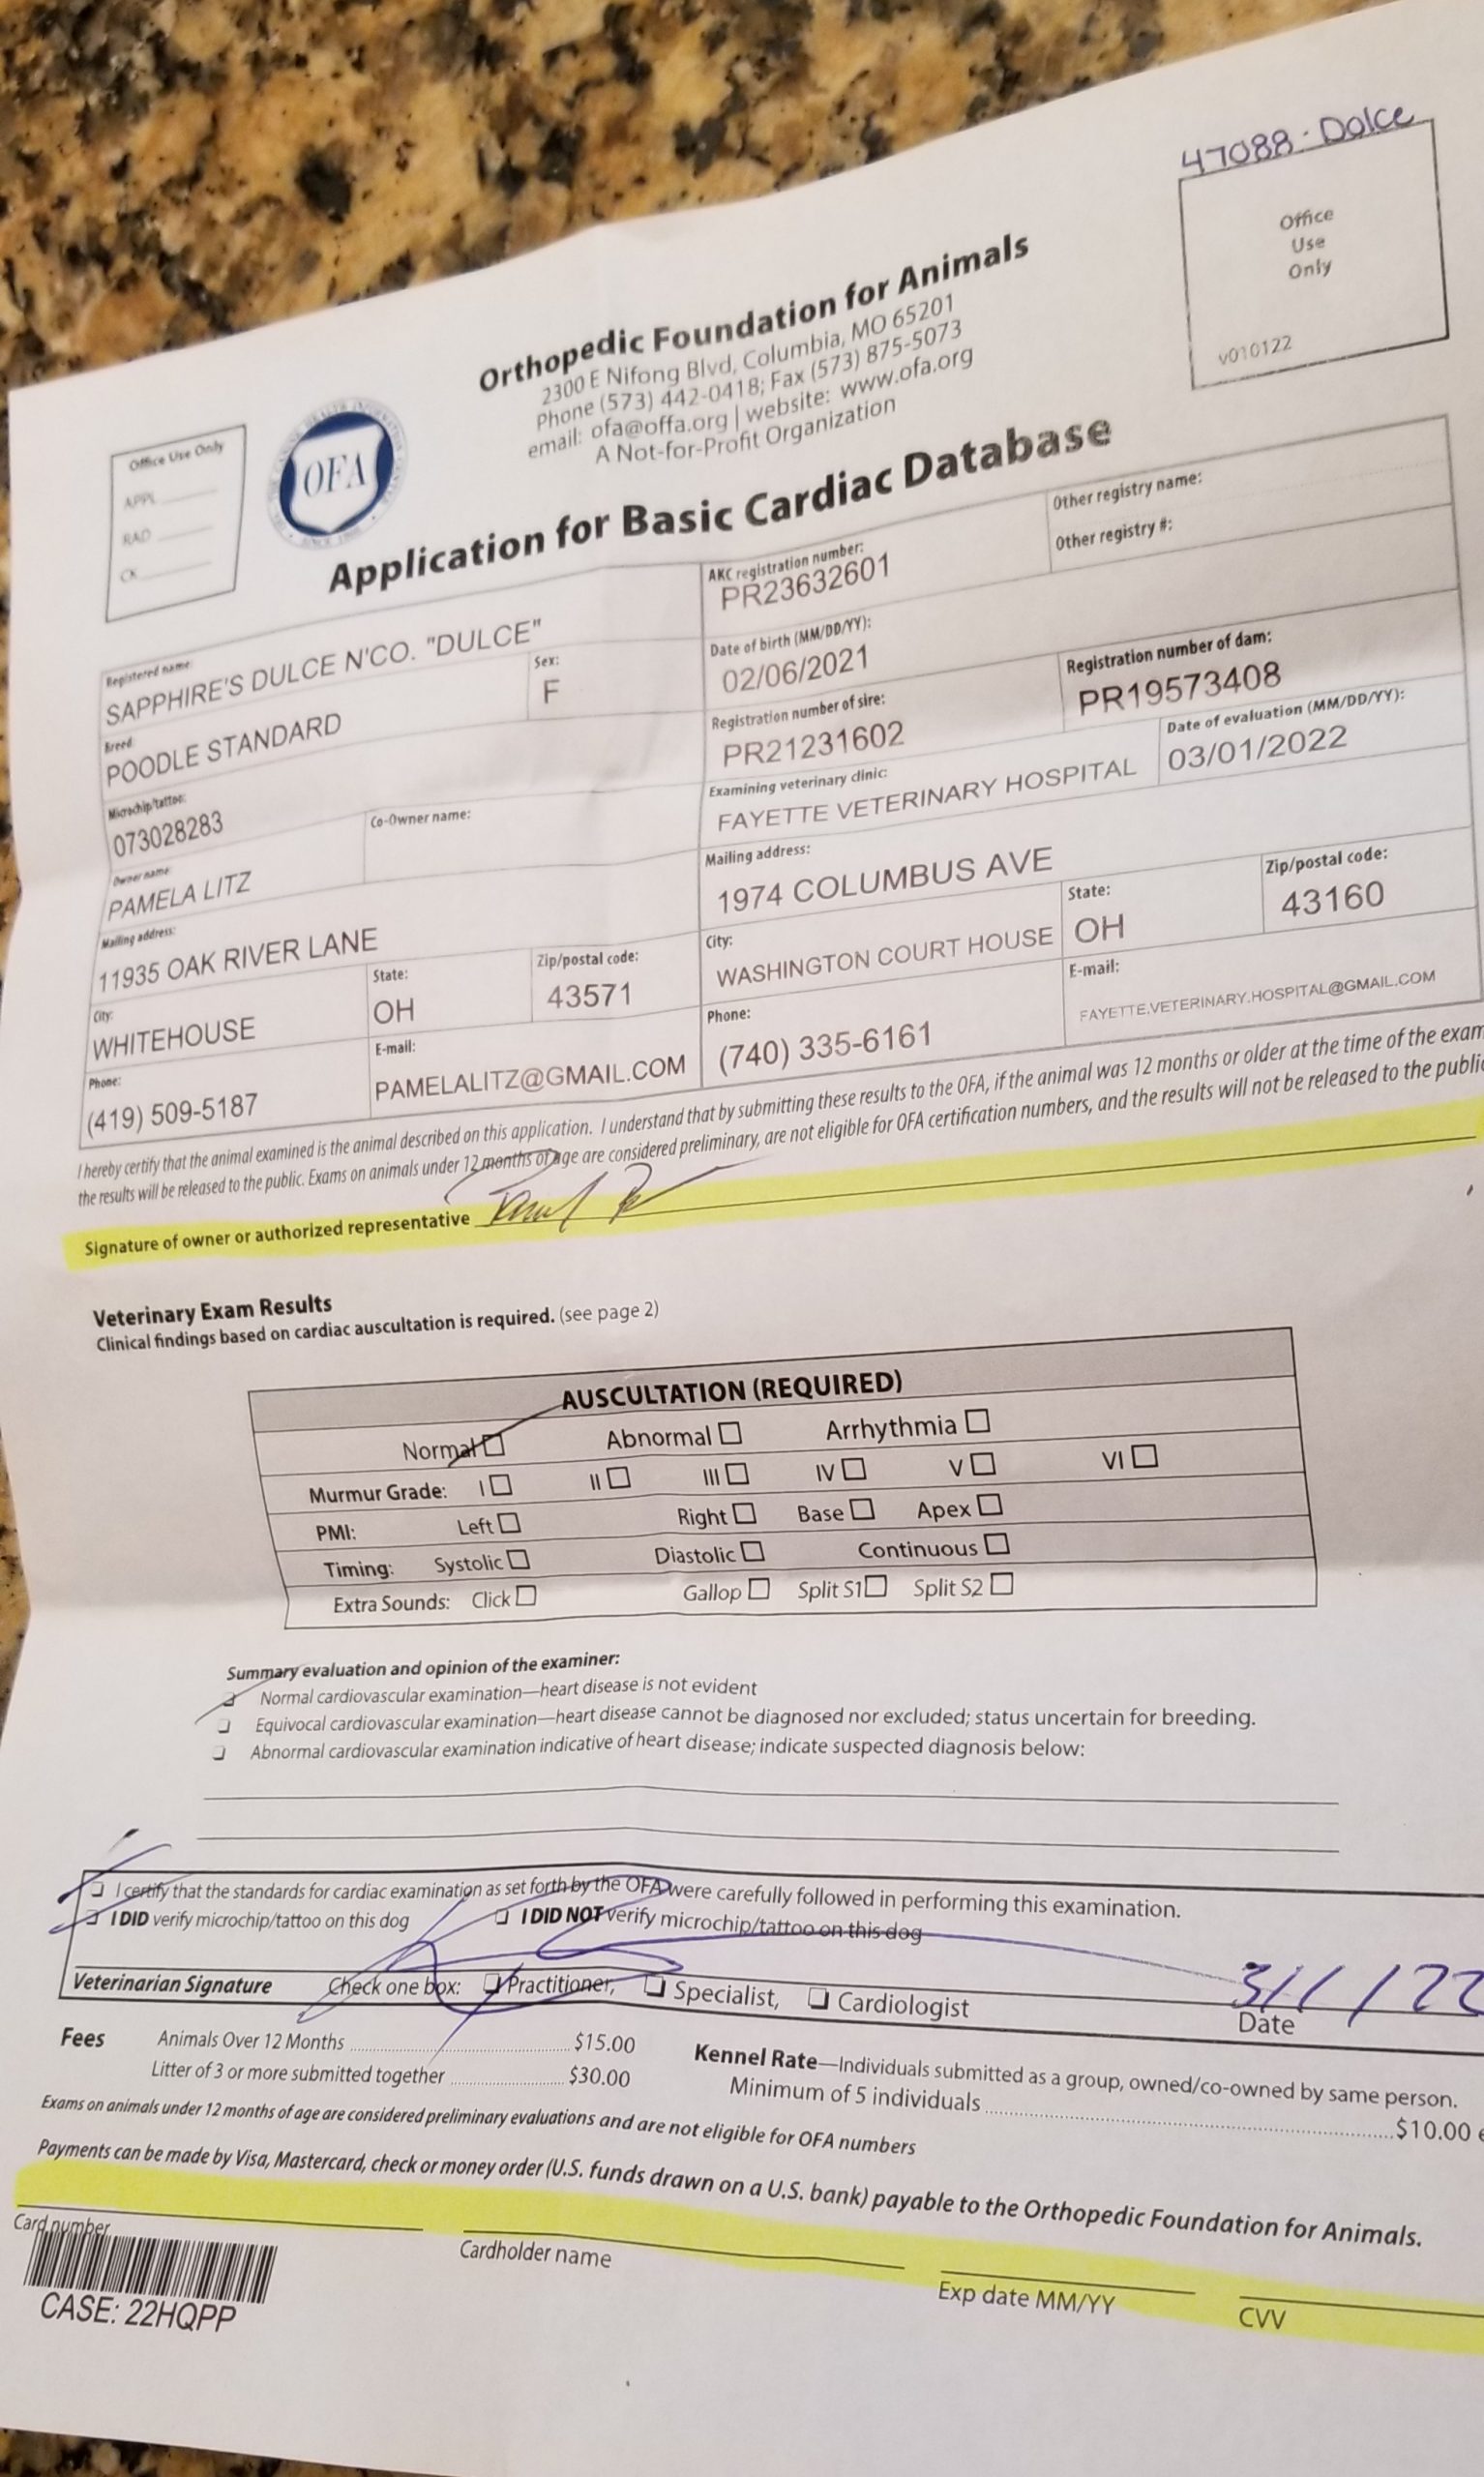 47088 - Dolce
Office
Use
Only
v010122
Office Use Only
APPL
RAD
CK
OFA
Orthopedic Foundation for Animals
2300 E Nifong Blvd, Columbia, MO 65201
Phone (573) 442-0418; Fax (573) 875-5073
email: ofa@offa.org | website: www.ofa.org
A Not-for-Profit Organization
Application for Basic Cardiac Database
Registered name:
SAPPHIRE'S DULCE N'CO. "DULCE"
AKC registration number:
PR23632601
Other registry name:
Other registry #:
Breed:
POODLE STANDARD
Sex:
F
Date of birth (MM/DD/YY):
02/06/2021
Microchip/tattoo:
073028283
Registration number of sire:
PR21231602
Registration number of dam:
PR19573408
Owner name:
PAMELA LITZ
Co-Owner name:
Examining veterinary clinic:
FAYETTE VETERINARY HOSPITAL
Date of evaluation (MM/DD/YY):
03/01/2022
Mailing address:
11935 OAK RIVER LANE
Mailing address:
1974 COLUMBUS AVE
City:
WHITEHOUSE
State:
OH
Zip/postal code:
43571
City:
WASHINGTON COURT HOUSE
State:
OH
Zip/postal code:
43160
Phone:
(419) 509-5187
E-mail:
PAMELALITZ@GMAIL.COM
Phone:
(740) 335-6161
E-mail:
FAYETTE.VETERINARY.HOSPITAL@GMAIL.COM
I hereby certify that the animal examined is the animal described on this application. I understand that by submitting these results to the OFA, if the animal was 12 months or older at the time of the exam
the results will be released to the public. Exams on animals under 12 months of age are considered preliminary, are not eligible for OFA certification numbers, and the results will not be released to the public
Signature of owner or authorized representative
Veterinary Exam Results
Clinical findings based on cardiac auscultation is required. (see page 2)
AUSCULTATION (REQUIRED)
Normal Abnormal Arrhythmia
Murmur Grade: I II III IV V VI
PMI: Left Right Base Apex
Timing: Systolic Diastolic Continuous
Extra Sounds: Click Gallop Split S1 Split S2
Summary evaluation and opinion of the examiner:
Normal cardiovascular examination—heart disease is not evident
Equivocal cardiovascular examination—heart disease cannot be diagnosed nor excluded; status uncertain for breeding.
Abnormal cardiovascular examination indicative of heart disease; indicate suspected diagnosis below:
I certify that the standards for cardiac examination as set forth by the OFA were carefully followed in performing this examination.
I DID verify microchip/tattoo on this dog I DID NOT verify microchip/tattoo on this dog
3/1/22
Veterinarian Signature Check one box: Practitioner, Specialist, Cardiologist Date
Fees Animals Over 12 Months $15.00
Litter of 3 or more submitted together $30.00
Kennel Rate—Individuals submitted as a group, owned/co-owned by same person.
Minimum of 5 individuals $10.00 e
Exams on animals under 12 months of age are considered preliminary evaluations and are not eligible for OFA numbers
Payments can be made by Visa, Mastercard, check or money order (U.S. funds drawn on a U.S. bank) payable to the Orthopedic Foundation for Animals.
Card number Cardholder name Exp date MM/YY CVV
CASE: 22HQPP